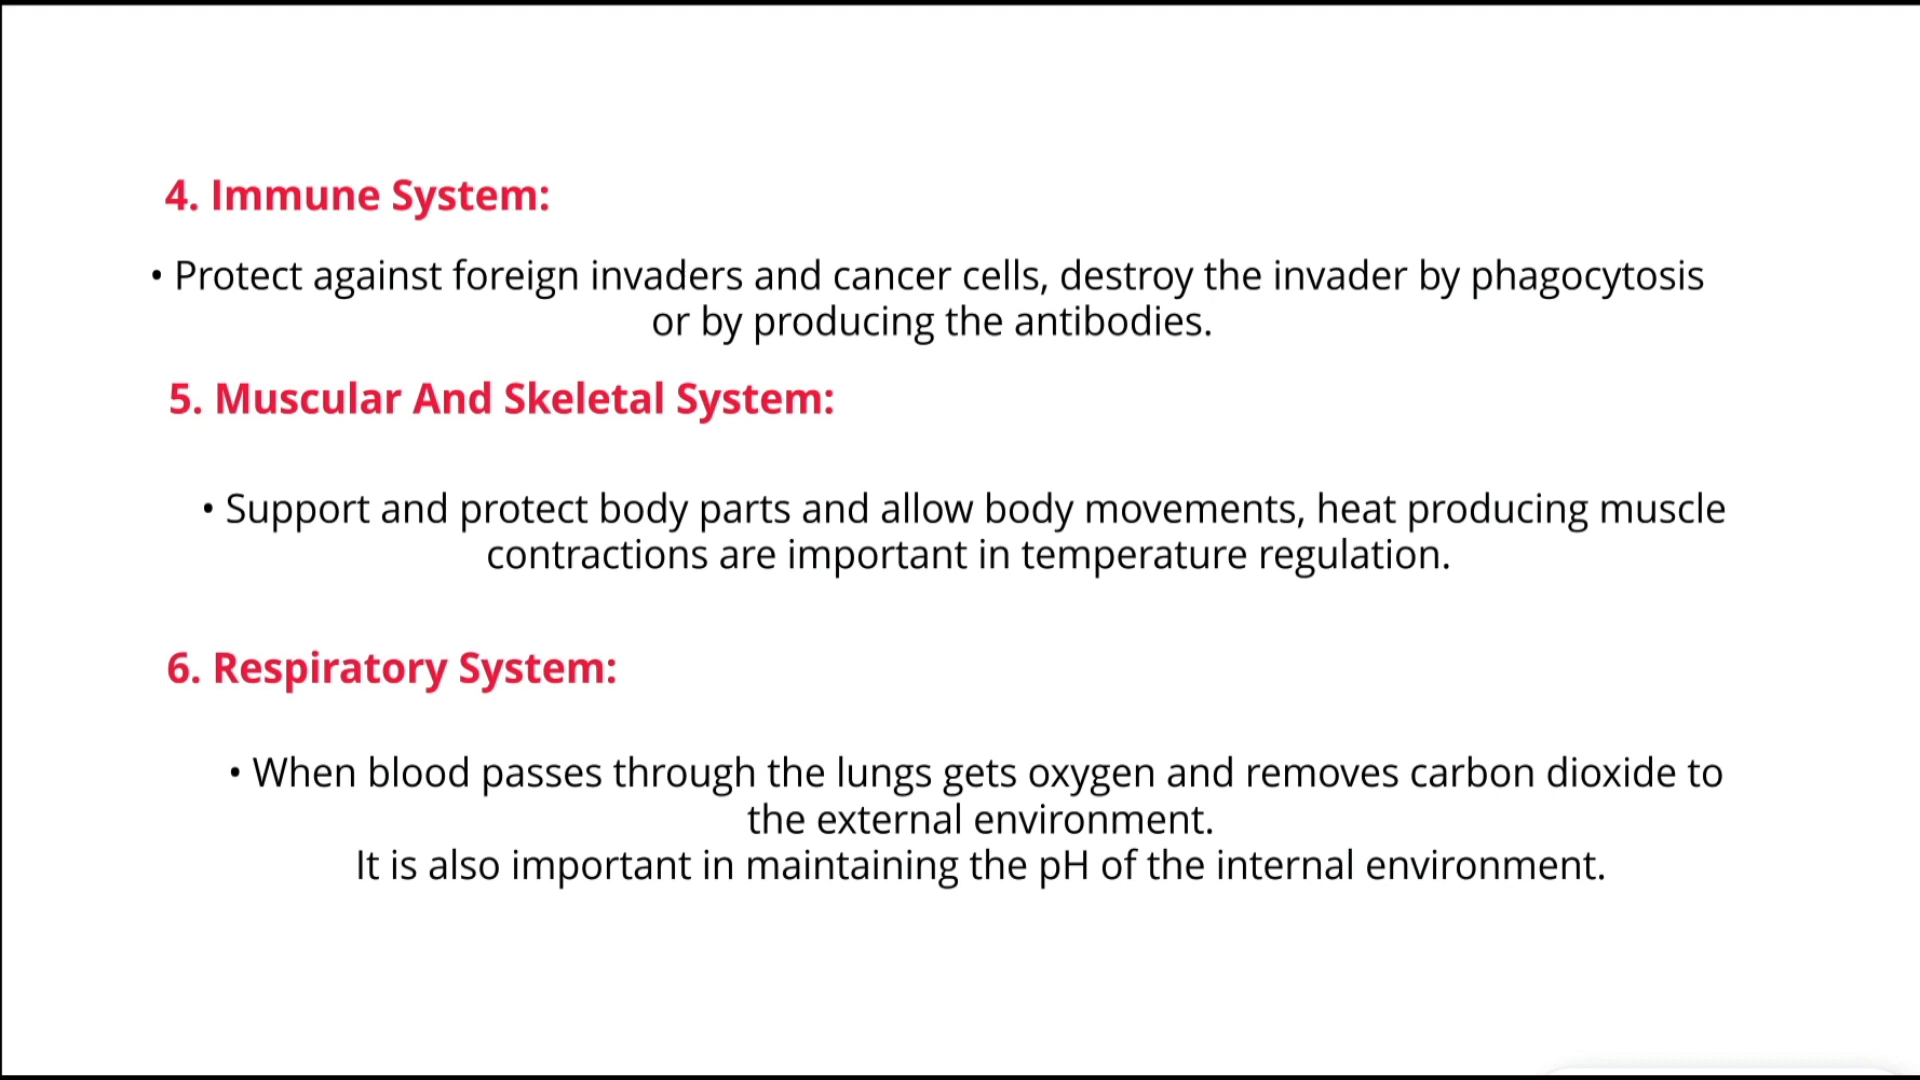 4. Immune System:
• Protect against foreign invaders and cancer cells, destroy the invader by phagocytosis
or by producing the antibodies.
5. Muscular And Skeletal System:
• Support and protect body parts and allow body movements, heat producing muscle
contractions are important in temperature regulation.
6. Respiratory System:
• When blood passes through the lungs gets oxygen and removes carbon dioxide to
the external environment.
It is also important in maintaining the pH of the internal environment.